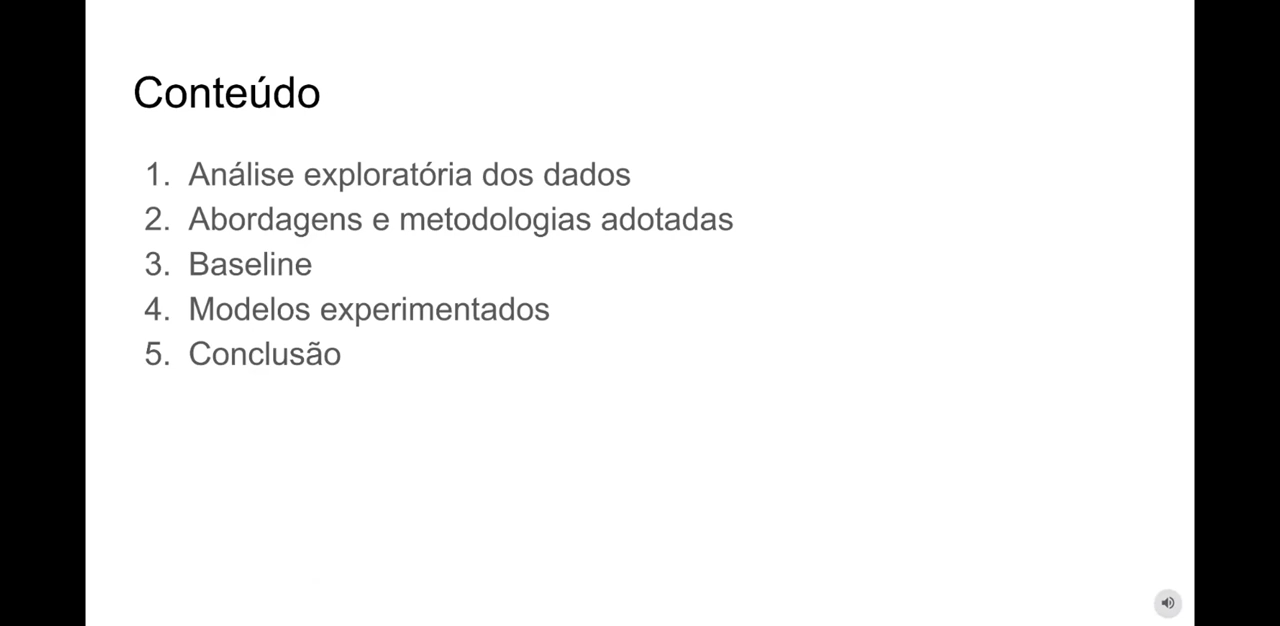 Conteúdo
1. Análise exploratória dos dados
2. Abordagens e metodologias adotadas
3. Baseline
4. Modelos experimentados
5. Conclusão